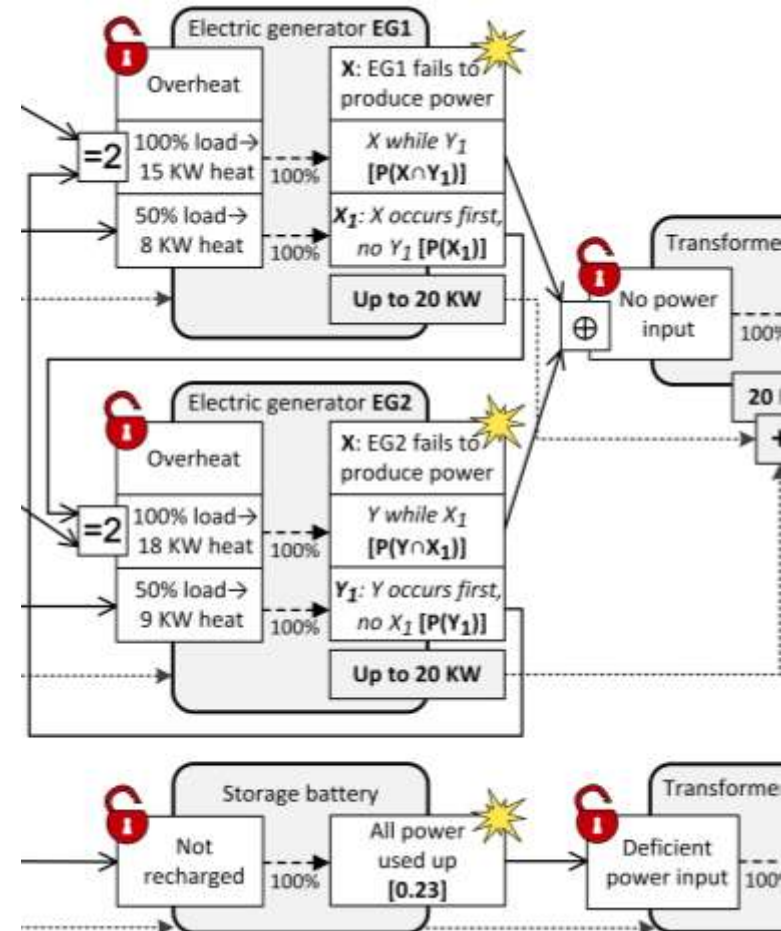 Electric generator EG1
Overheat
X: EG1 fails to
produce power
=2
100% load→
15 KW heat
100%
X while Y1
[P(X∩Y1)]
50% load→
8 KW heat
100%
X1: X occurs first,
no Y1 [P(X1)]
Up to 20 KW
Transforme
No power
input
100%
⊕
20
+
Electric generator EG2
Overheat
X: EG2 fails to
produce power
=2
100% load→
18 KW heat
100%
Y while X1
[P(Y∩X1)]
50% load→
9 KW heat
100%
Y1: Y occurs first,
no X1 [P(Y1)]
Up to 20 KW
Storage battery
Not
recharged
100%
All power
used up
[0.23]
Transforme
Deficient
power input
100%